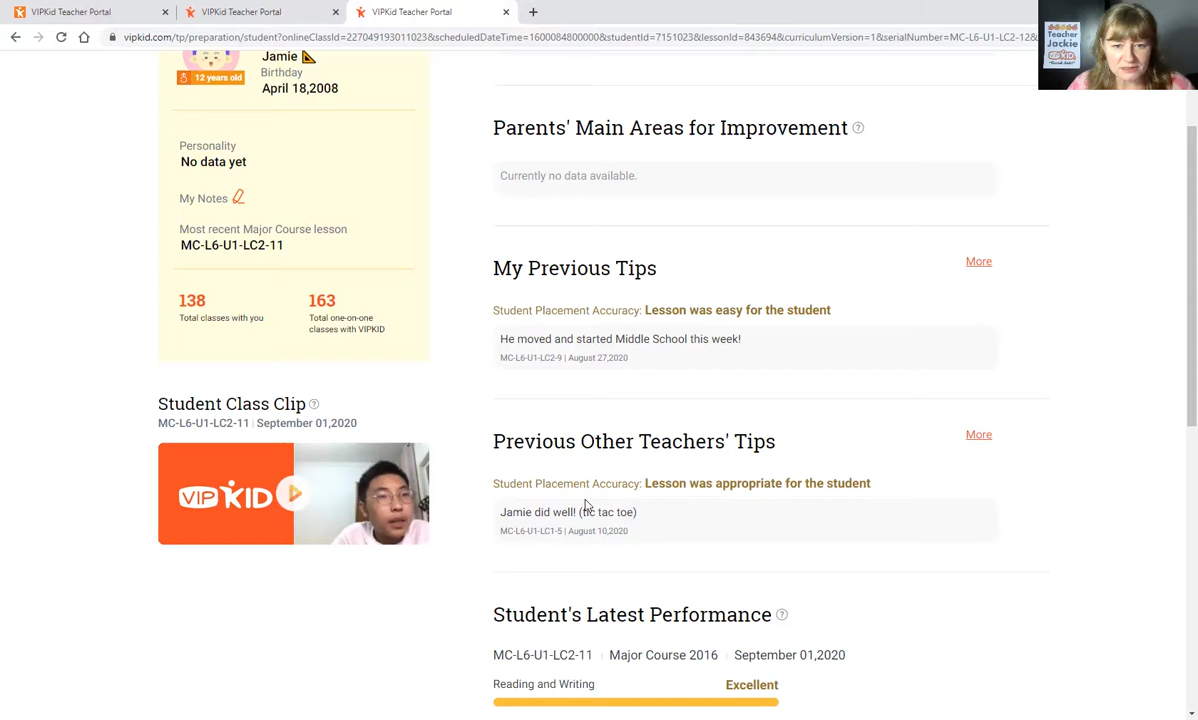 VIPKid Teacher Portal
VIPKid Teacher Portal
VIPKid Teacher Portal
vipkid.com/tp/preparation/student?onlineClassId=227049193011023&scheduledDateTime=1600084800000&studentId=7151023&lessonId=843694&curriculumVersion=1&serialNumber=MC-L6-U1-LC2-12&
Teacher
Jackie
VIPKID
12 years old
Jamie
Birthday
April 18,2008
Personality
No data yet
My Notes
Most recent Major Course lesson
MC-L6-U1-LC2-11
138
Total classes with you
163
Total one-on-one
classes with VIPKID
Student Class Clip
MC-L6-U1-LC2-11 | September 01,2020
VIPKID
Parents' Main Areas for Improvement
Currently no data available.
My Previous Tips
More
Student Placement Accuracy: Lesson was easy for the student
He moved and started Middle School this week!
MC-L6-U1-LC2-9 | August 27,2020
Previous Other Teachers' Tips
More
Student Placement Accuracy: Lesson was appropriate for the student
Jamie did well! (tic tac toe)
MC-L6-U1-LC1-5 | August 10,2020
Student's Latest Performance
MC-L6-U1-LC2-11 | Major Course 2016 | September 01,2020
Reading and Writing
Excellent